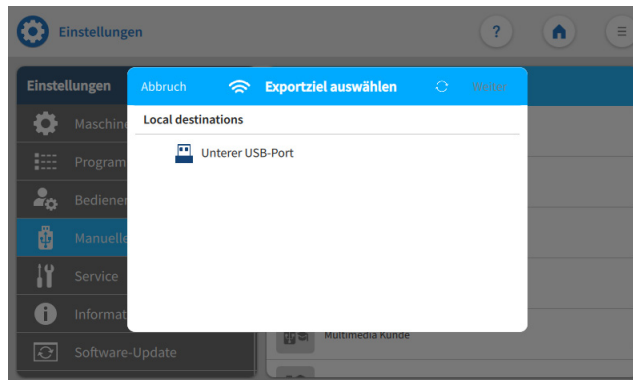 Einstellungen
?
Einstellungen
Abbruch
Exportziel auswählen
Weiter
Local destinations
Unterer USB-Port
Maschine
Program
Bediener
Manuelle
Service
Informat
Software-Update
Multimedia Kunde